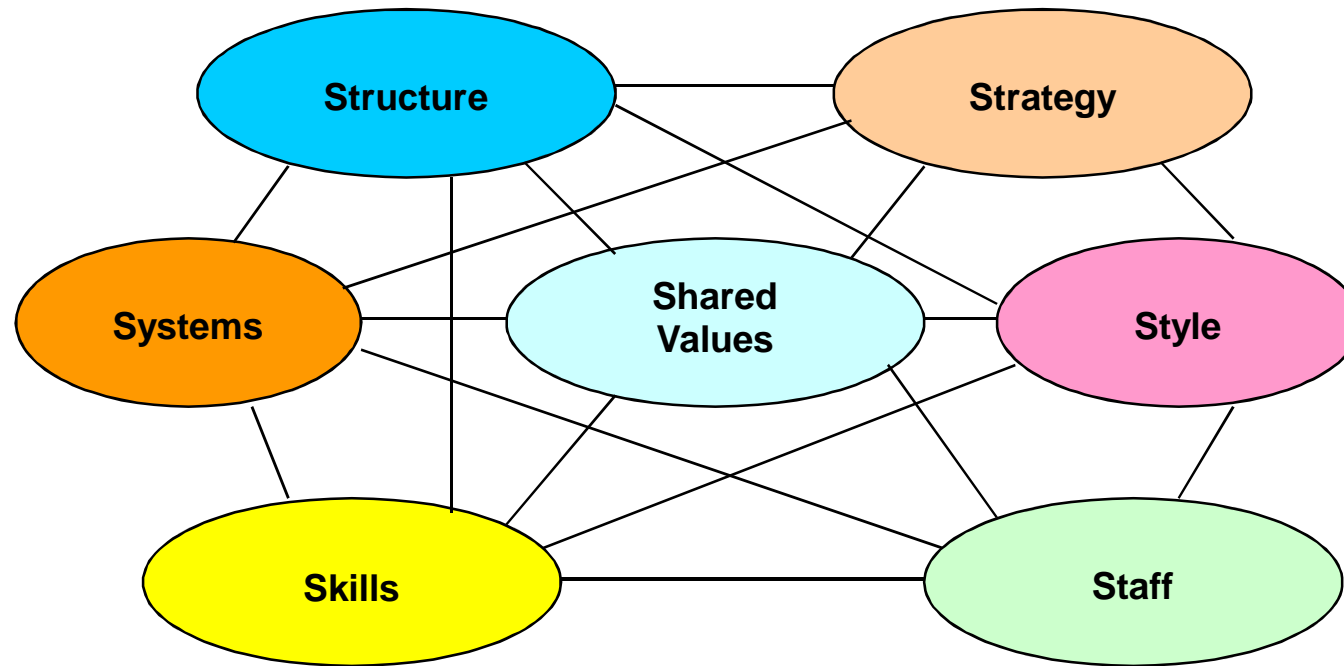 Structure
Strategy
Systems
Shared
Values
Style
Skills
Staff